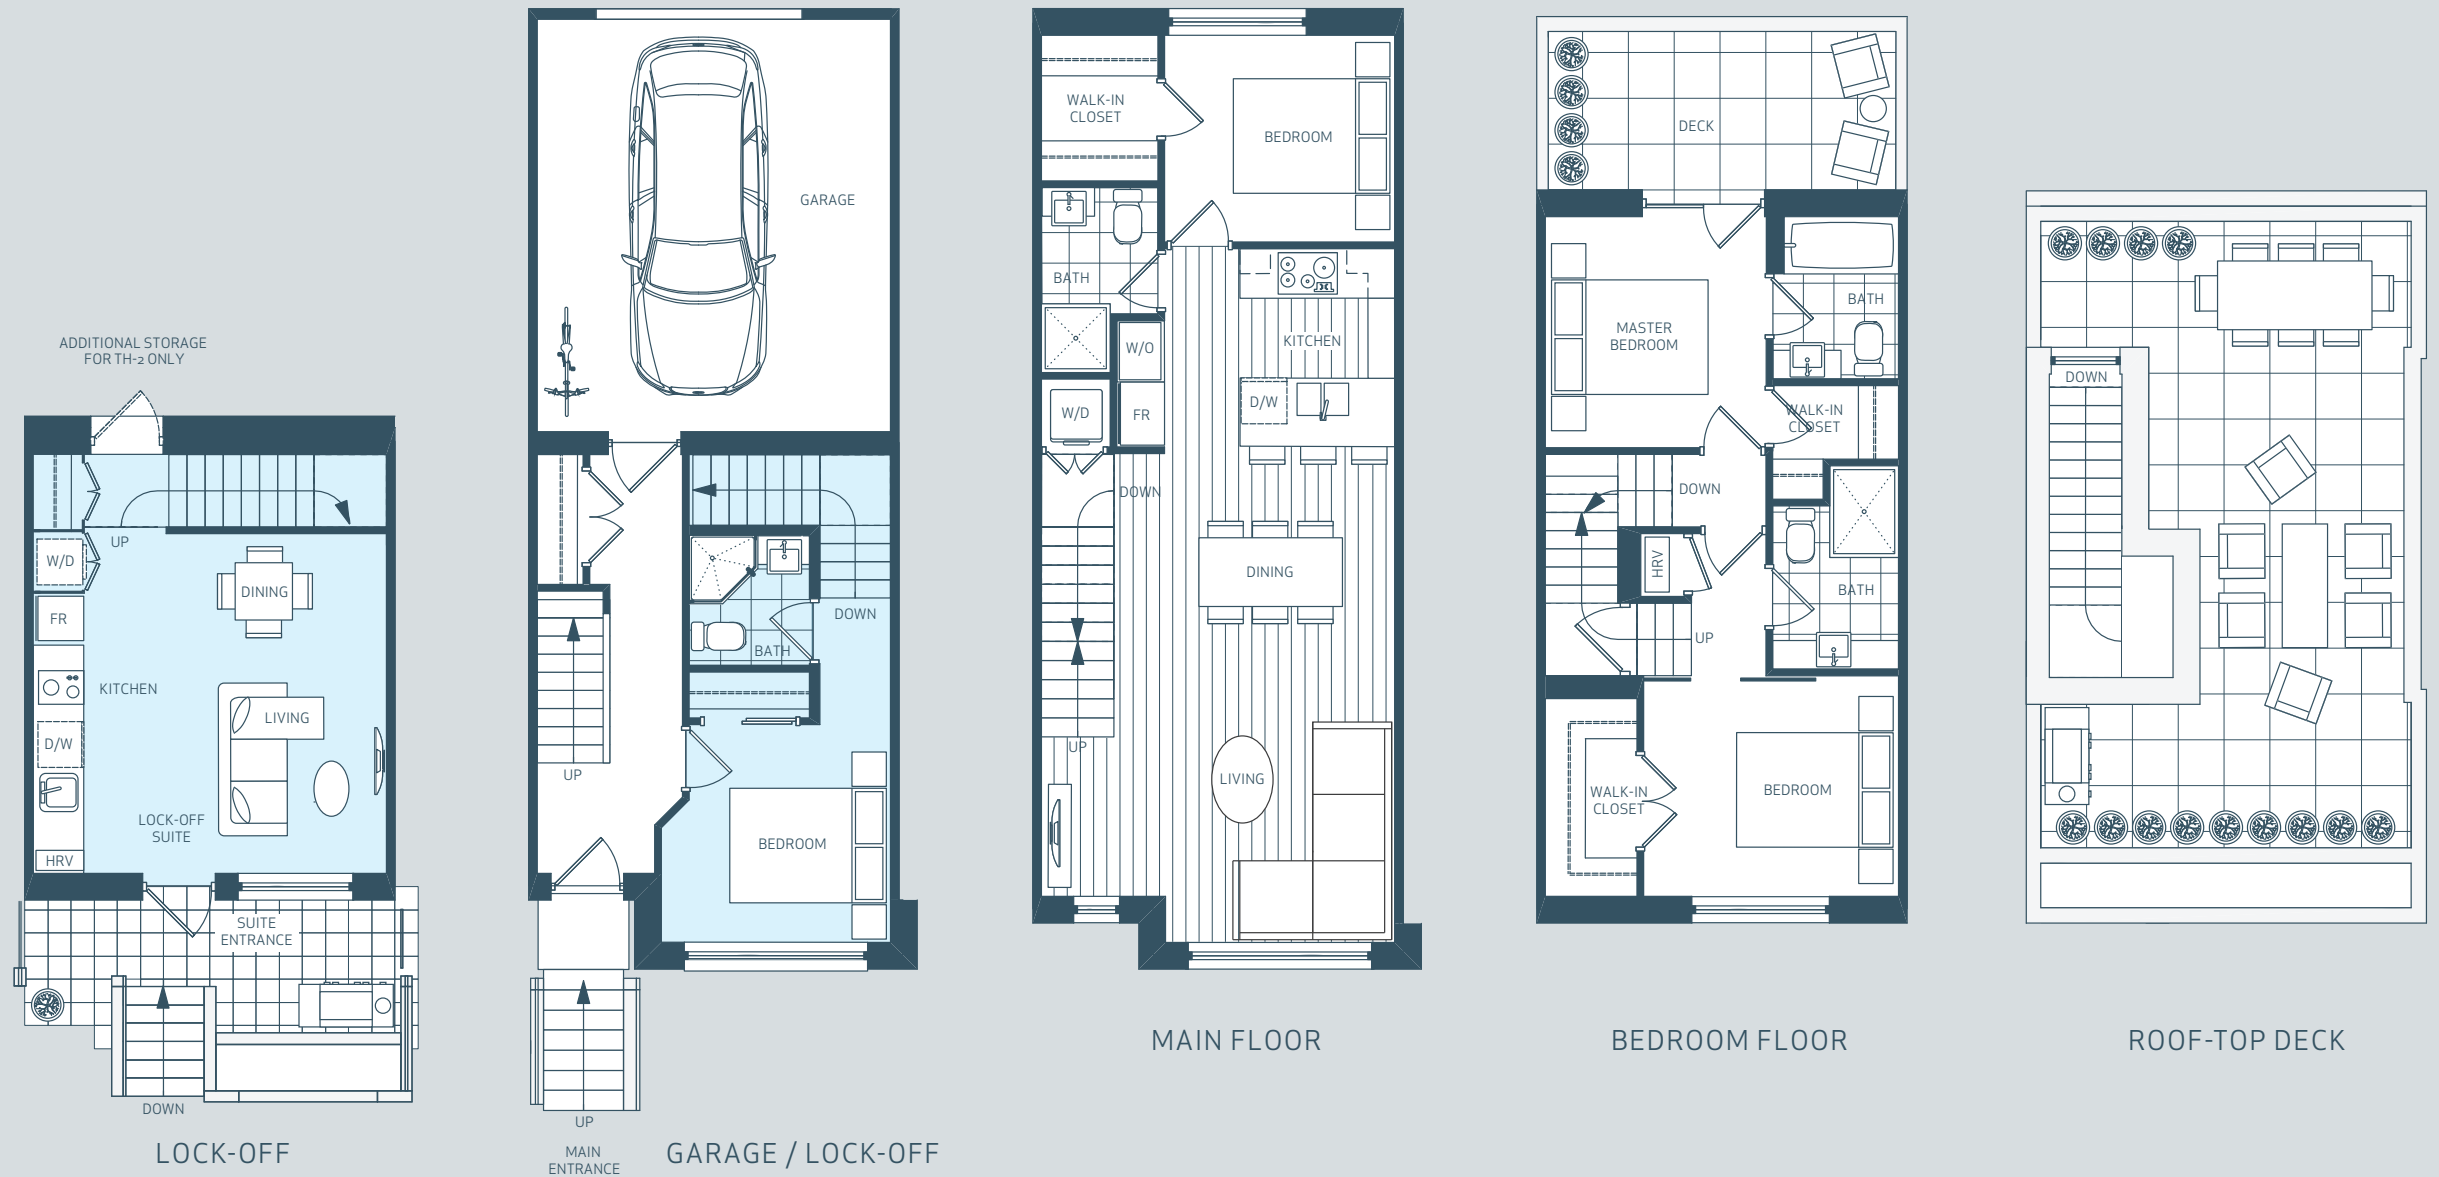 ADDITIONAL STORAGE
FOR TH-2 ONLY
UP
W/D
DINING
FR
KITCHEN
LIVING
D/W
LOCK-OFF
SUITE
HRV
SUITE
ENTRANCE
DOWN
LOCK-OFF
GARAGE
DOWN
BATH
UP
BEDROOM
UP
MAIN
ENTRANCE
GARAGE / LOCK-OFF
WALK-IN
CLOSET
BEDROOM
BATH
W/O
KITCHEN
W/D
FR
D/W
DOWN
DINING
UP
LIVING
MAIN FLOOR
DECK
BATH
MASTER
BEDROOM
WALK-IN
CLOSET
DOWN
HRV
BATH
UP
WALK-IN
CLOSET
BEDROOM
BEDROOM FLOOR
DOWN
ROOF-TOP DECK